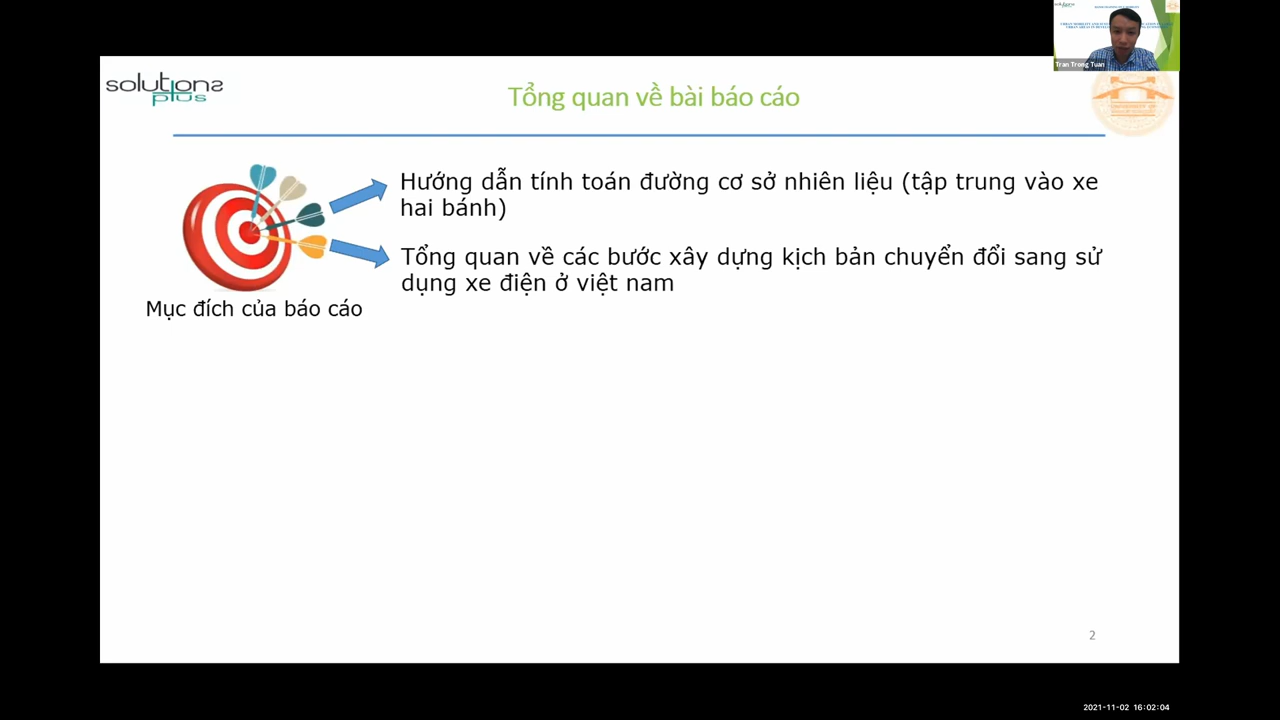 solutions
plus
Tổng quan về bài báo cáo
Hướng dẫn tính toán đường cơ sở nhiên liệu (tập trung vào xe
hai bánh)
Tổng quan về các bước xây dựng kịch bản chuyển đổi sang sử
dụng xe điện ở việt nam
Mục đích của báo cáo
2
Tran Trong Tuan
2021-11-02 16:02:04